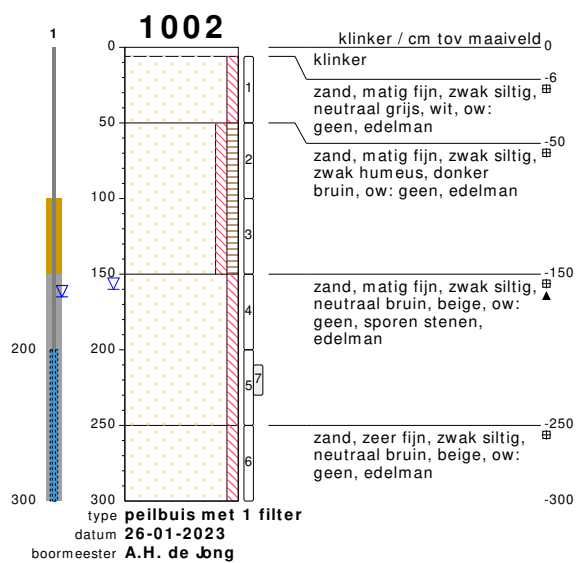 1002
1
klinker / cm tov maaiveld
0
0
klinker
-6
zand, matig fijn, zwak siltig,
neutraal grijs, wit, ow:
geen, edelman
1
50
-50
zand, matig fijn, zwak siltig,
zwak humeus, donker
bruin, ow: geen, edelman
2
100
3
150
-150
zand, matig fijn, zwak siltig,
neutraal bruin, beige, ow:
geen, sporen stenen,
edelman
4
200
200
5
7
250
-250
zand, zeer fijn, zwak siltig,
neutraal bruin, beige, ow:
geen, edelman
6
300
300
-300
type peilbuis met 1 filter
datum 26-01-2023
boormeester A.H. de Jong